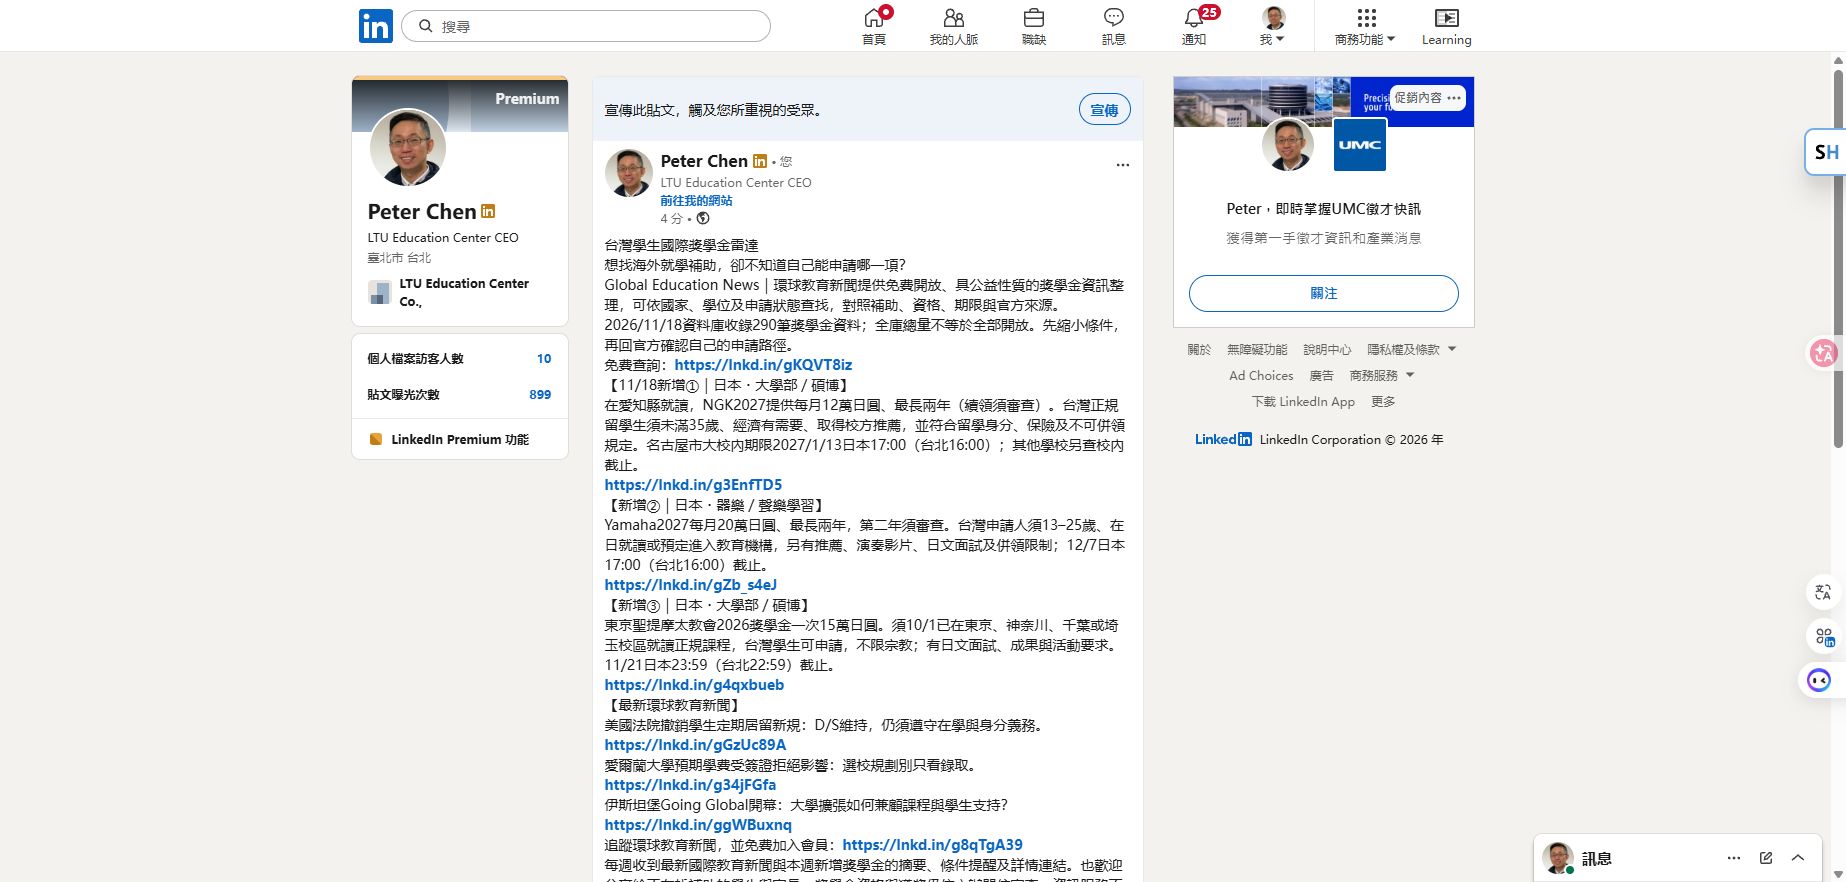 搜尋
首頁
我的人脈
職缺
訊息
25
通知
我
商務功能
Learning
Premium
Peter Chen
LTU Education Center CEO
臺北市 台北
LTU Education Center
Co.,
個人檔案訪客人數 10
貼文曝光次數 899
LinkedIn Premium 功能
宣傳此貼文，觸及您所重視的受眾。
宣傳
Peter Chen in • 您
LTU Education Center CEO
前往我的網站
4 分 •
台灣學生國際獎學金雷達
想找海外就學補助，卻不知道自己能申請哪一項？
Global Education News｜環球教育新聞提供免費開放、具公益性質的獎學金資訊整
理，可依國家、學位及申請狀態查找，對照補助、資格、期限與官方來源。
2026/11/18資料庫收錄290筆獎學金資料；全庫總量不等於全部開放。先縮小條件，
再回官方確認自己的申請路徑。
免費查詢：https://lnkd.in/gKQVT8iz
【11/18新增①｜日本・大學部 / 碩博】
在愛知縣就讀，NGK2027提供每月12萬日圓、最長兩年（續領須審查）。台灣正規
留學生須未滿35歲、經濟有需要、取得校方推薦，並符合留學身分、保險及不可併領
規定。名古屋市大校內期限2027/1/13日本17:00（台北16:00）；其他學校另查校內
截止。
https://lnkd.in/g3EnfTD5
【新增②｜日本・器樂 / 聲樂學習】
Yamaha2027每月20萬日圓、最長兩年，第二年須審查。台灣申請人須13–25歲、在
日就讀或預定進入教育機構，另有推薦、演奏影片、日文面試及併領限制；12/7日本
17:00（台北16:00）截止。
https://lnkd.in/gZb_s4eJ
【新增③｜日本・大學部 / 碩博】
東京聖提摩太教會2026獎學金一次15萬日圓。須10/1已在東京、神奈川、千葉或埼
玉校區就讀正規課程，台灣學生可申請，不限宗教；有日文面試、成果與活動要求。
11/21日本23:59（台北22:59）截止。
https://lnkd.in/g4qxbueb
【最新環球教育新聞】
美國法院撤銷學生定期居留新規：D/S維持，仍須遵守在學與身分義務。
https://lnkd.in/gGzUc89A
愛爾蘭大學預期學費受簽證拒絕影響：選校規劃別只看錄取。
https://lnkd.in/g34jFGfa
伊斯坦堡Going Global開幕：大學擴張如何兼顧課程與學生支持？
https://lnkd.in/ggWBuxnq
追蹤環球教育新聞，並免費加入會員：https://lnkd.in/g8qTgA39
每週收到最新國際教育新聞與本週新增獎學金的摘要、條件提醒及詳情連結。也歡迎
促銷內容
UMC
Peter，即時掌握UMC徵才快訊
獲得第一手徵才資訊和產業消息
關注
關於 無障礙功能 說明中心 隱私權及條款
Ad Choices 廣告 商務服務
下載 LinkedIn App 更多
LinkedIn LinkedIn Corporation © 2026 年
SH
訊息